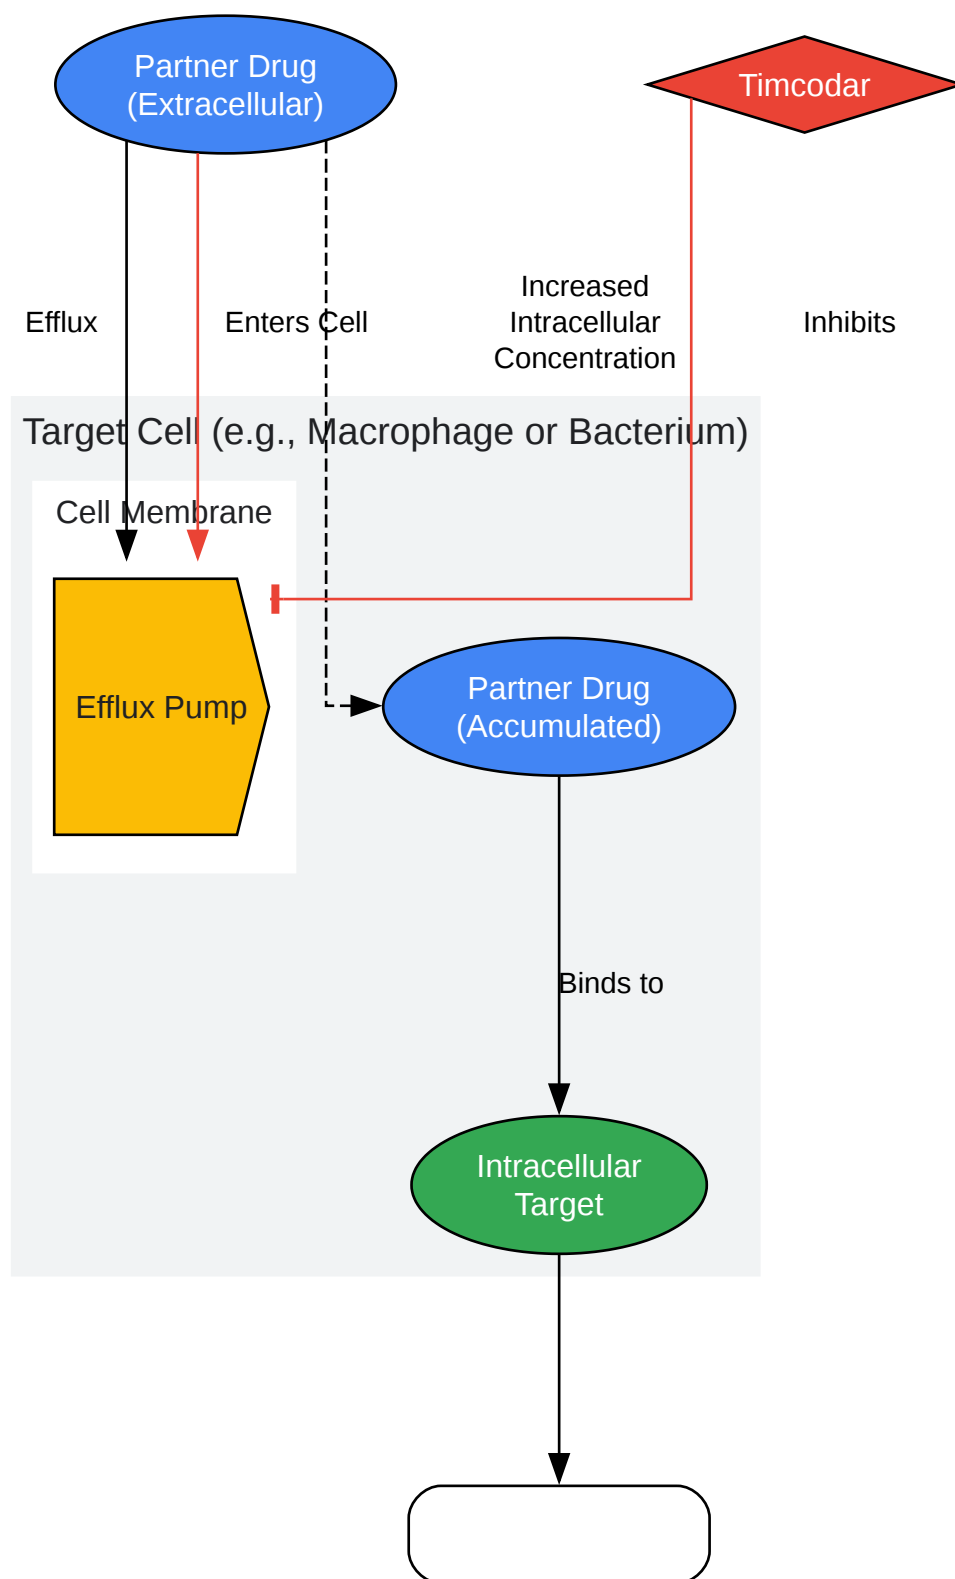 Partner Drug
(Extracellular)
Timcodar
Efflux
Enters Cell
Increased
Intracellular
Concentration
Inhibits
Target Cell (e.g., Macrophage or Bacterium)
Cell Membrane
Efflux Pump
Partner Drug
(Accumulated)
Binds to
Intracellular
Target